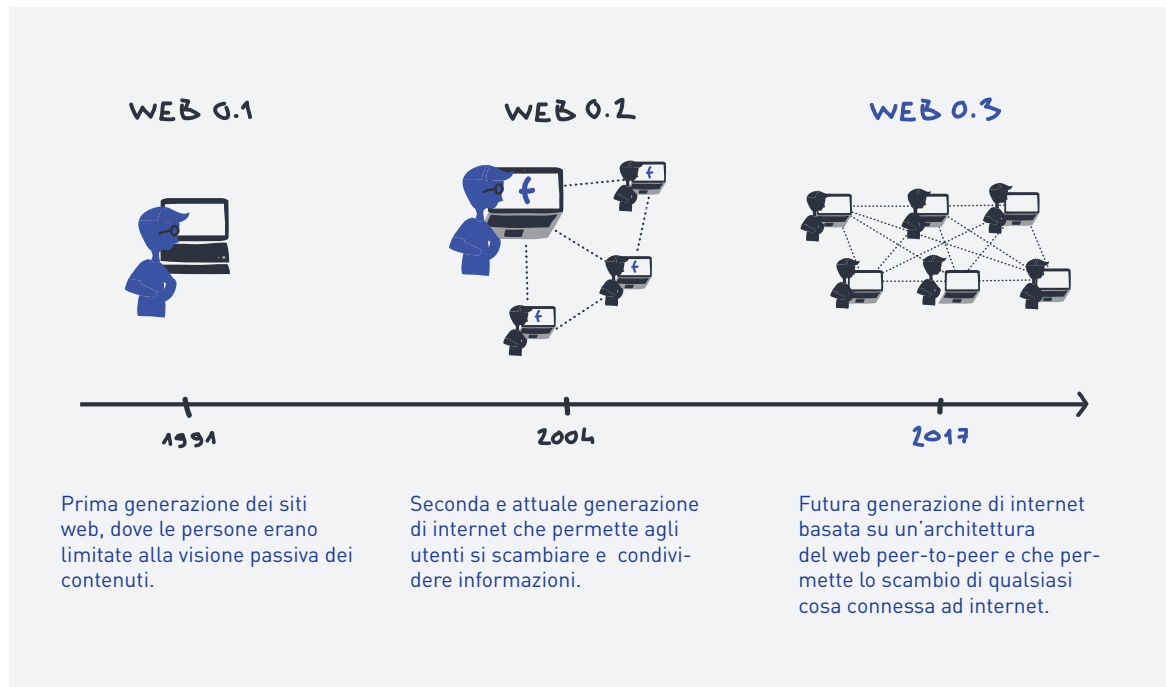 WEB 0.1
WEB 0.2
WEB 0.3
1991
2004
2017
Prima generazione dei siti
web, dove le persone erano
limitate alla visione passiva dei
contenuti.
Seconda e attuale generazione
di internet che permette agli
utenti si scambiare e condivi-
dere informazioni.
Futura generazione di internet
basata su un'architettura
del web peer-to-peer e che per-
mette lo scambio di qualsiasi
cosa connessa ad internet.